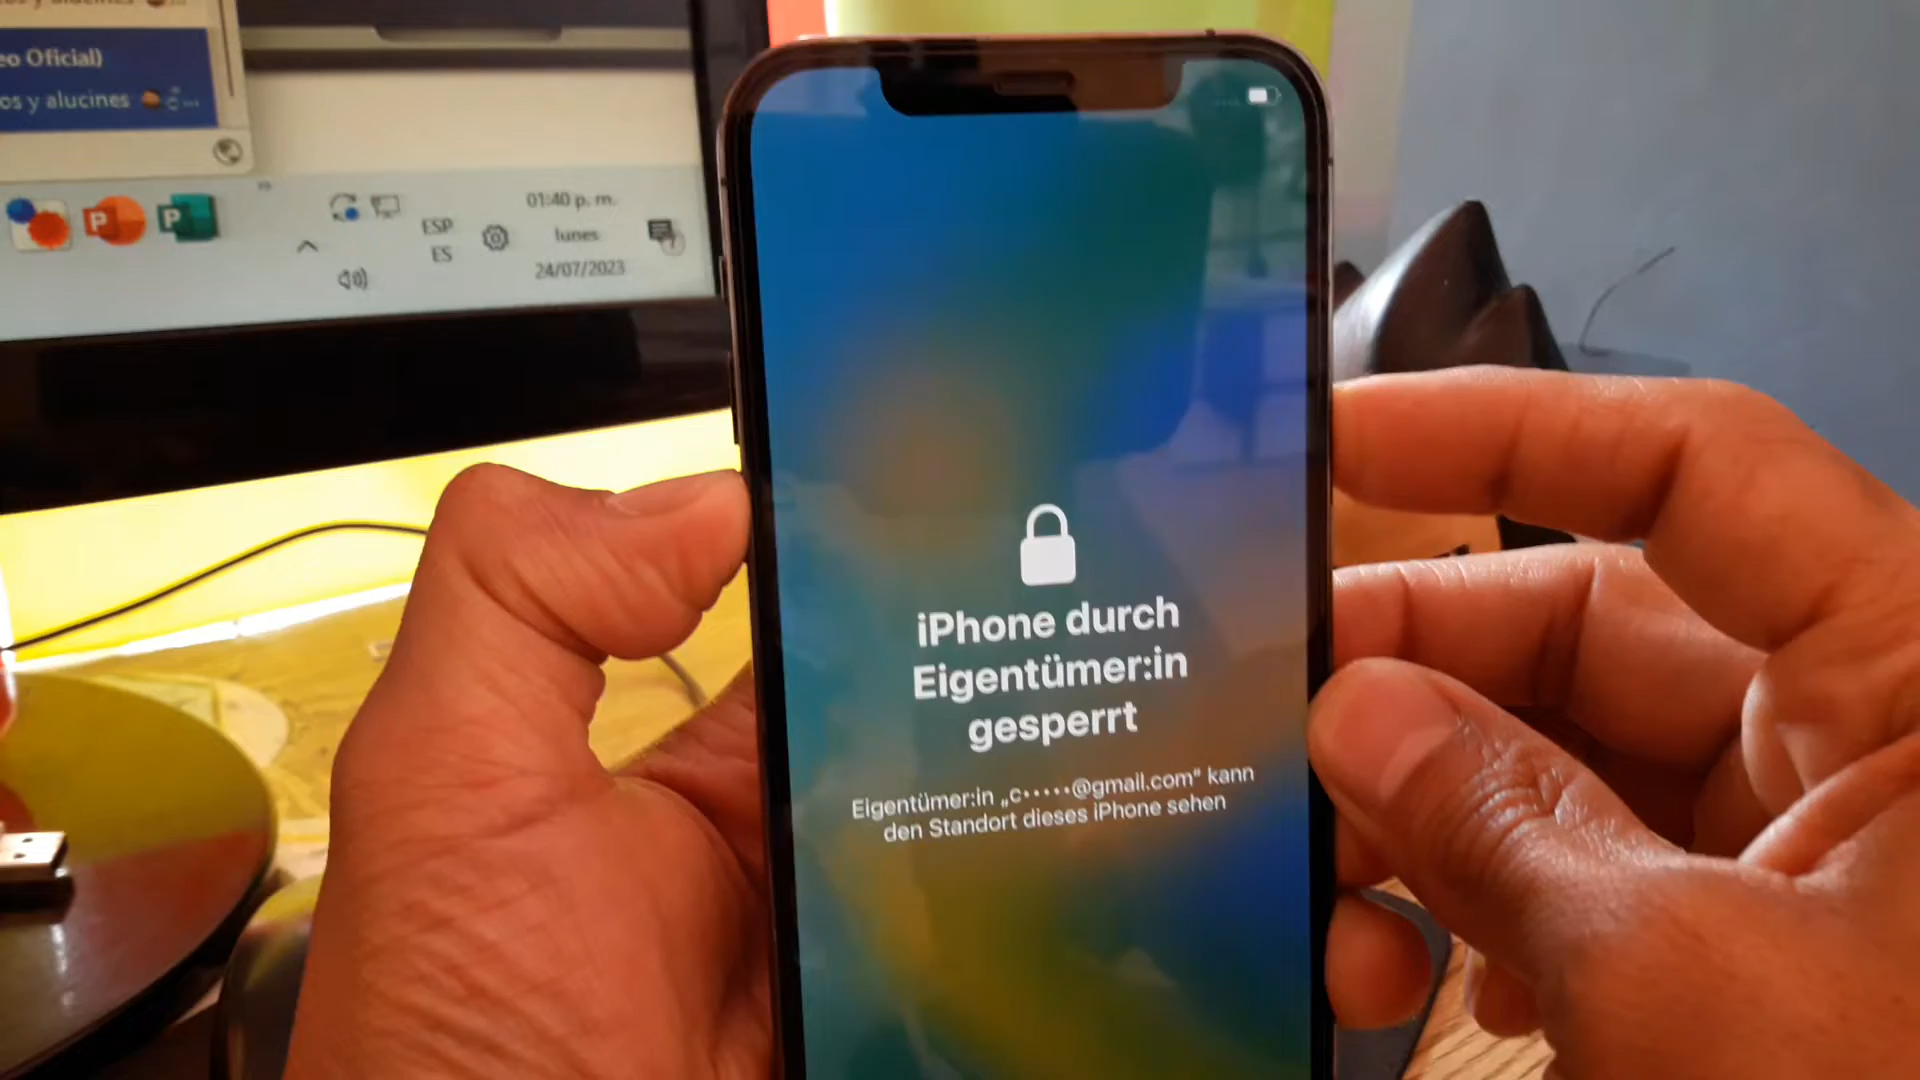 eo Oficial)
os y alucines
P
P
ESP
ES
01:40 p. m.
lunes
24/07/2023
iPhone durch
Eigentümer:in
gesperrt
Eigentümer:in „c•••••@gmail.com“ kann
den Standort dieses iPhone sehen